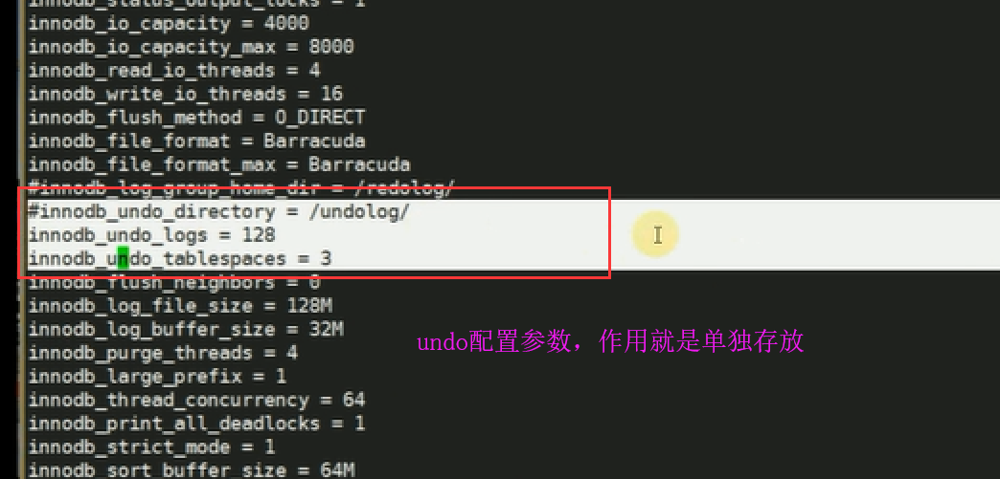 innodb_status_output_locks = 1
innodb_io_capacity = 4000
innodb_io_capacity_max = 8000
innodb_read_io_threads = 4
innodb_write_io_threads = 16
innodb_flush_method = O_DIRECT
innodb_file_format = Barracuda
innodb_file_format_max = Barracuda
#innodb_log_group_home_dir = /redolog/
#innodb_undo_directory = /undolog/
innodb_undo_logs = 128
innodb_undo_tablespaces = 3
innodb_flush_neighbors = 0
innodb_log_file_size = 128M
innodb_log_buffer_size = 32M
undo配置参数，作用就是单独存放
innodb_purge_threads = 4
innodb_large_prefix = 1
innodb_thread_concurrency = 64
innodb_print_all_deadlocks = 1
innodb_strict_mode = 1
innodb_sort_buffer_size = 64M